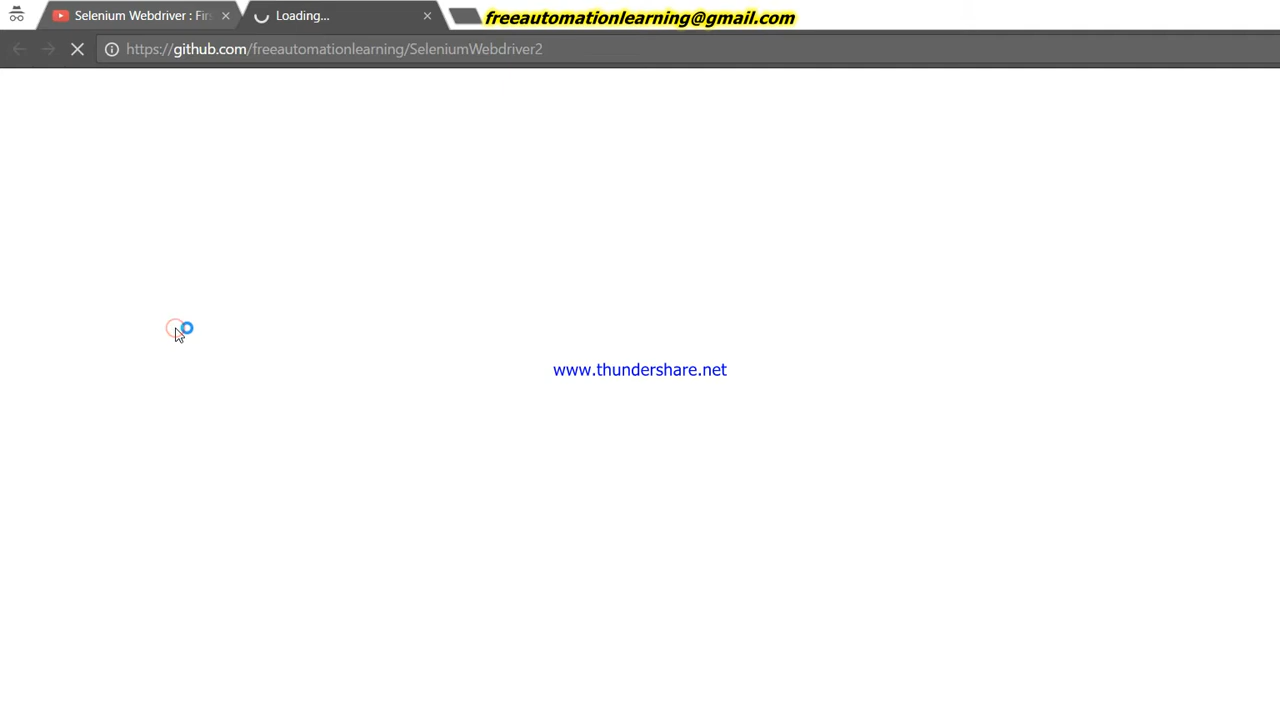 Selenium Webdriver : Fir
Loading...
freeautomationlearning@gmail.com
https://github.com/freeautomationlearning/SeleniumWebdriver2
www.thundershare.net